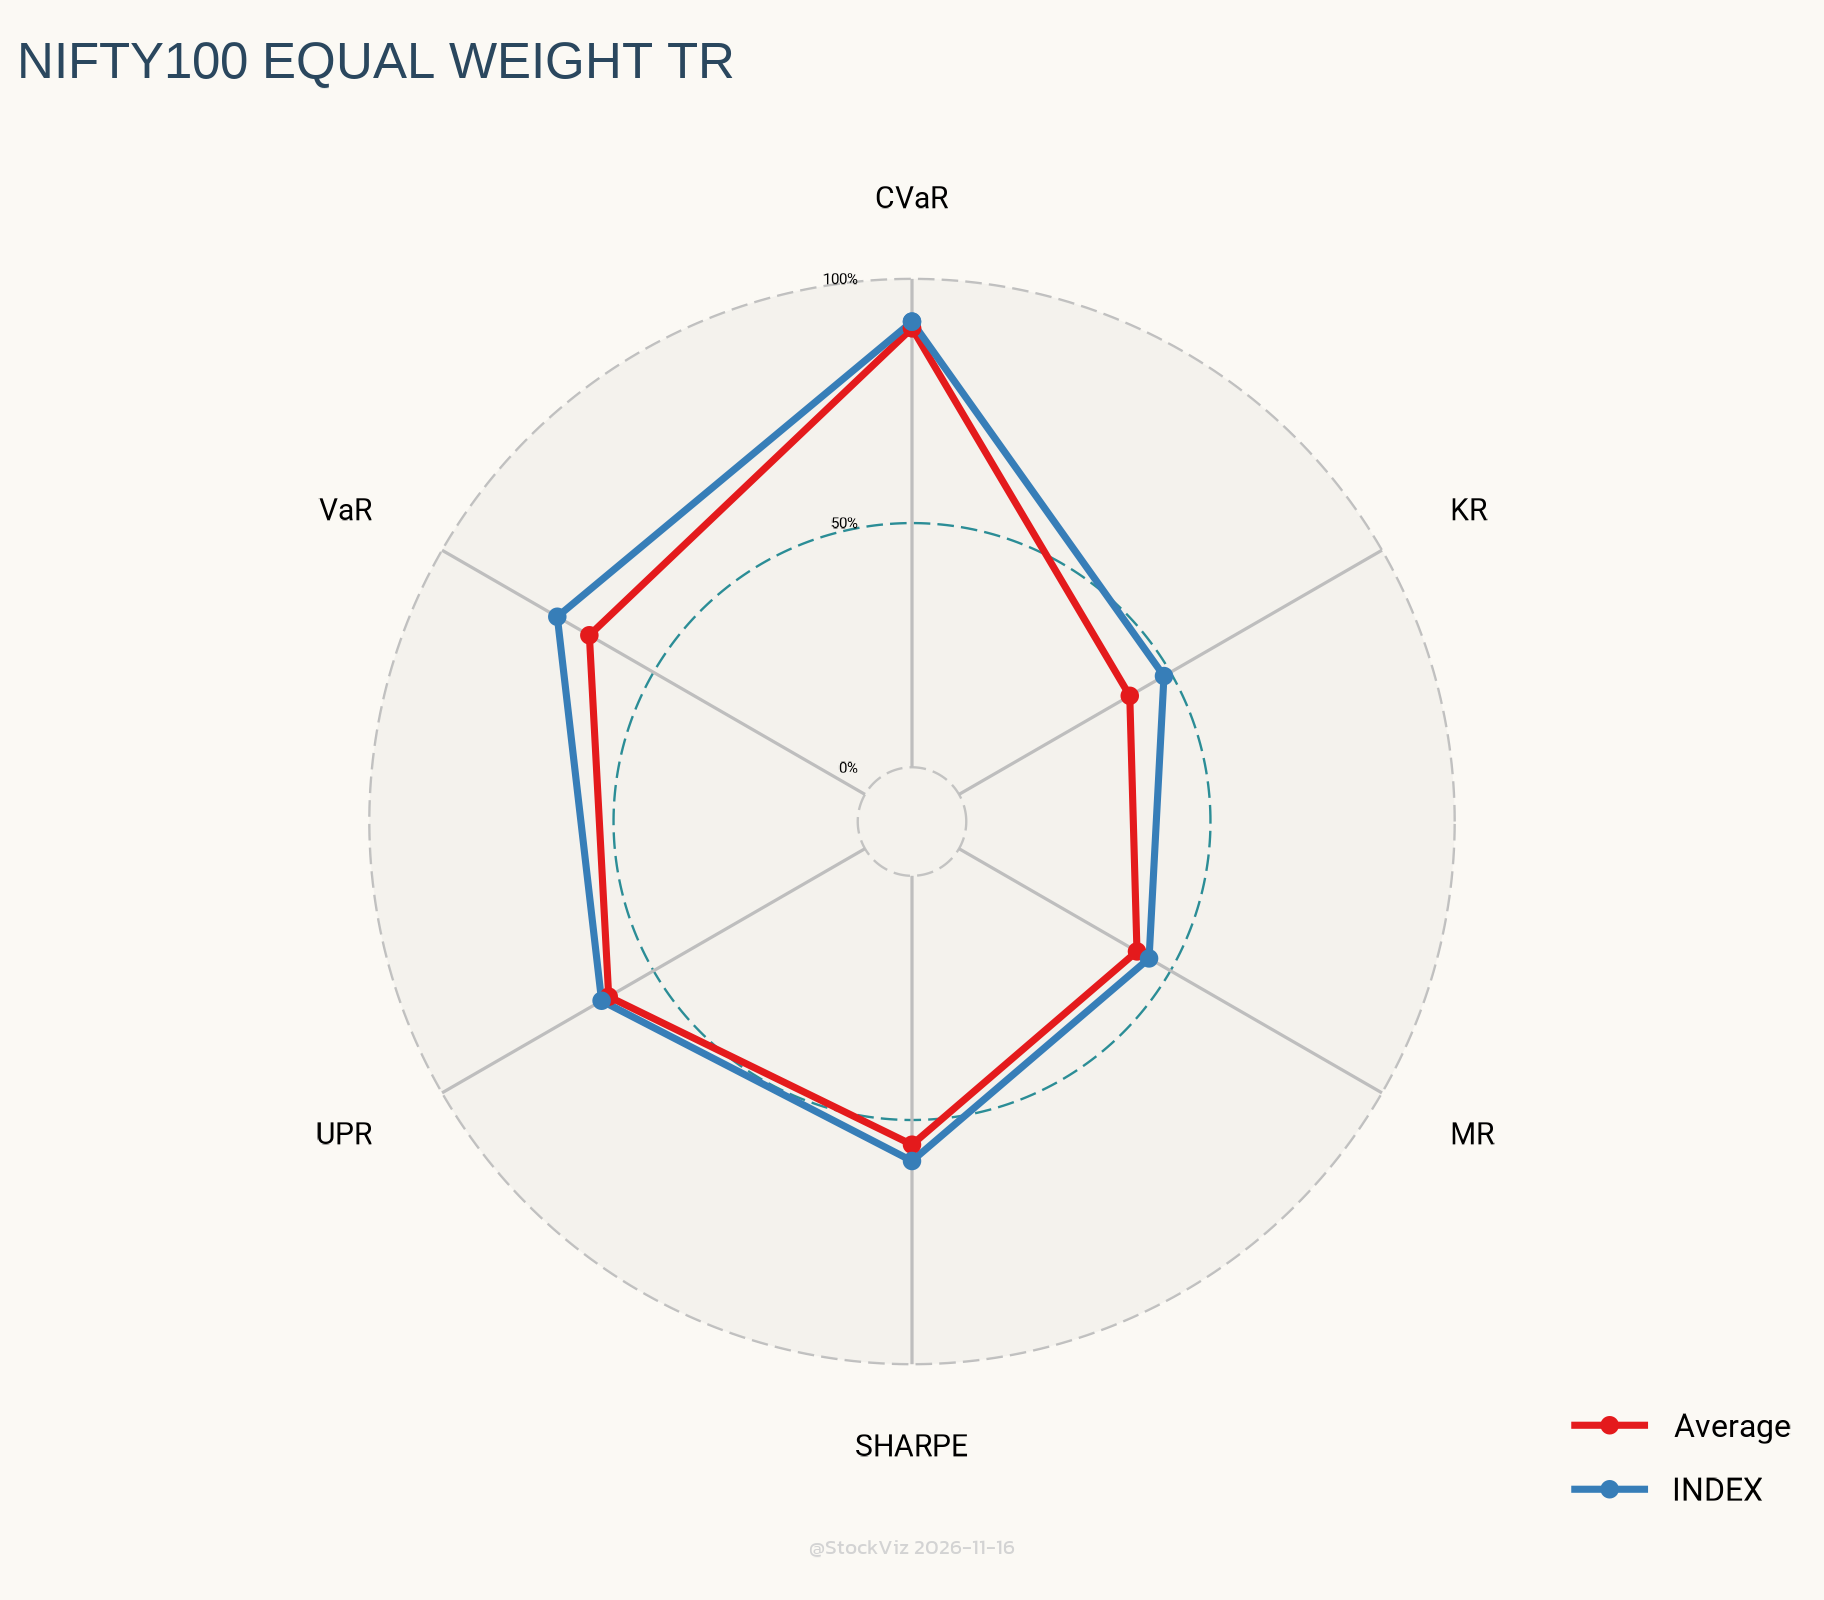 NIFTY100 EQUAL WEIGHT TR
CVaR
100%
VaR
KR
50%
0%
UPR
MR
SHARPE
Average
INDEX
@StockViz 2026-11-16